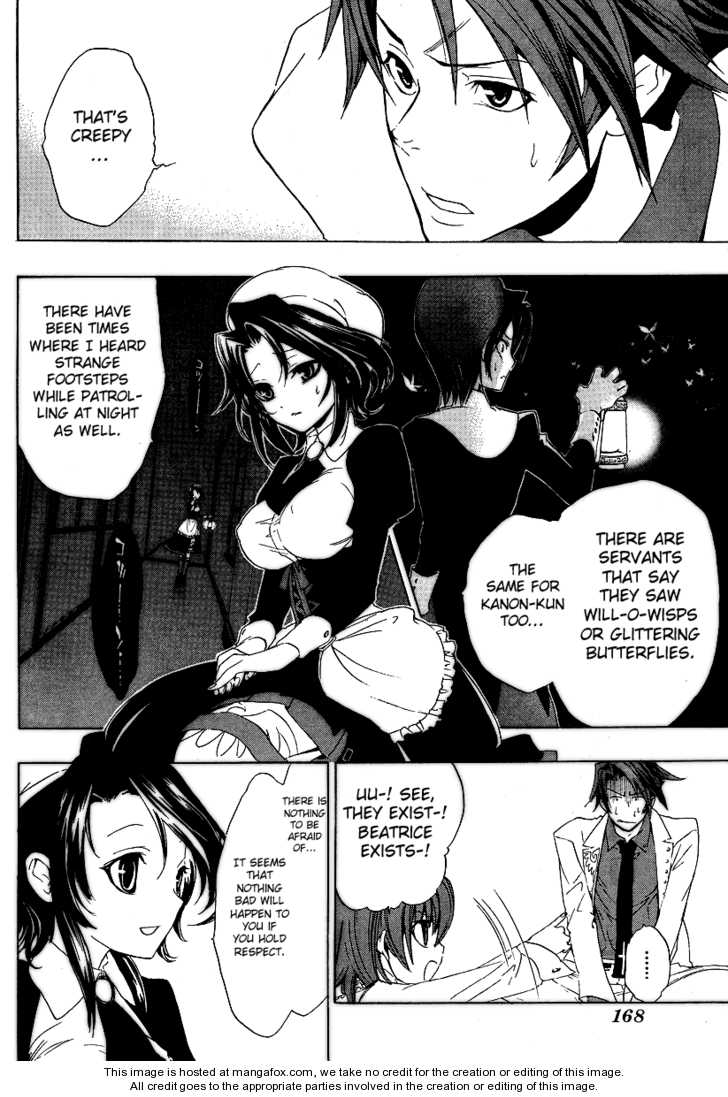 THAT'S
CREEPY
...
THERE HAVE
BEEN TIMES
WHERE I HEARD
STRANGE
FOOTSTEPS
WHILE PATROL-
LING AT NIGHT
AS WELL.
THERE ARE
SERVANTS
THAT SAY
THEY SAW
WILL-O-WISPS
OR GLITTERING
BUTTERFLIES.
THE
SAME FOR
KANON-KUN
TOO...
UU-! SEE,
THEY EXIST-!
BEATRICE
EXISTS-!
......
THERE IS
NOTHING
TO BE
AFRAID
OF...
IT SEEMS
THAT
NOTHING
BAD WILL
HAPPEN TO
YOU IF
YOU HOLD
RESPECT.
168
This image is hosted at mangafox.com, we take no credit for the creation or editing of this image.
All credit goes to the appropriate parties involved in the creation or editing of this image.